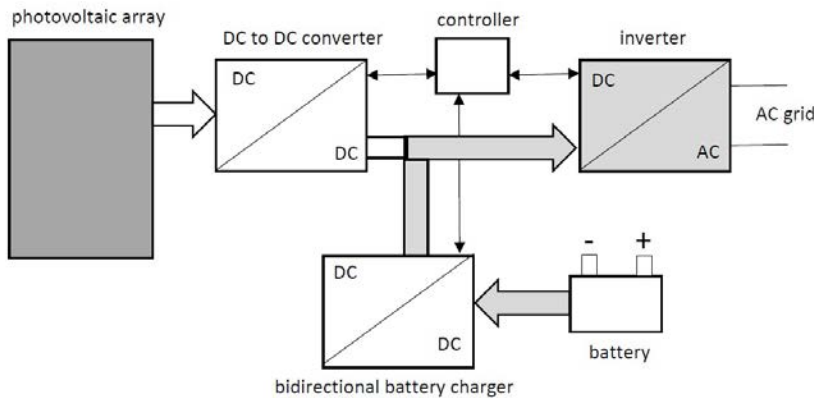 photovoltaic array
DC to DC converter
controller
inverter
DC
DC
DC
AC
AC grid
DC
DC
- +
battery
bidirectional battery charger